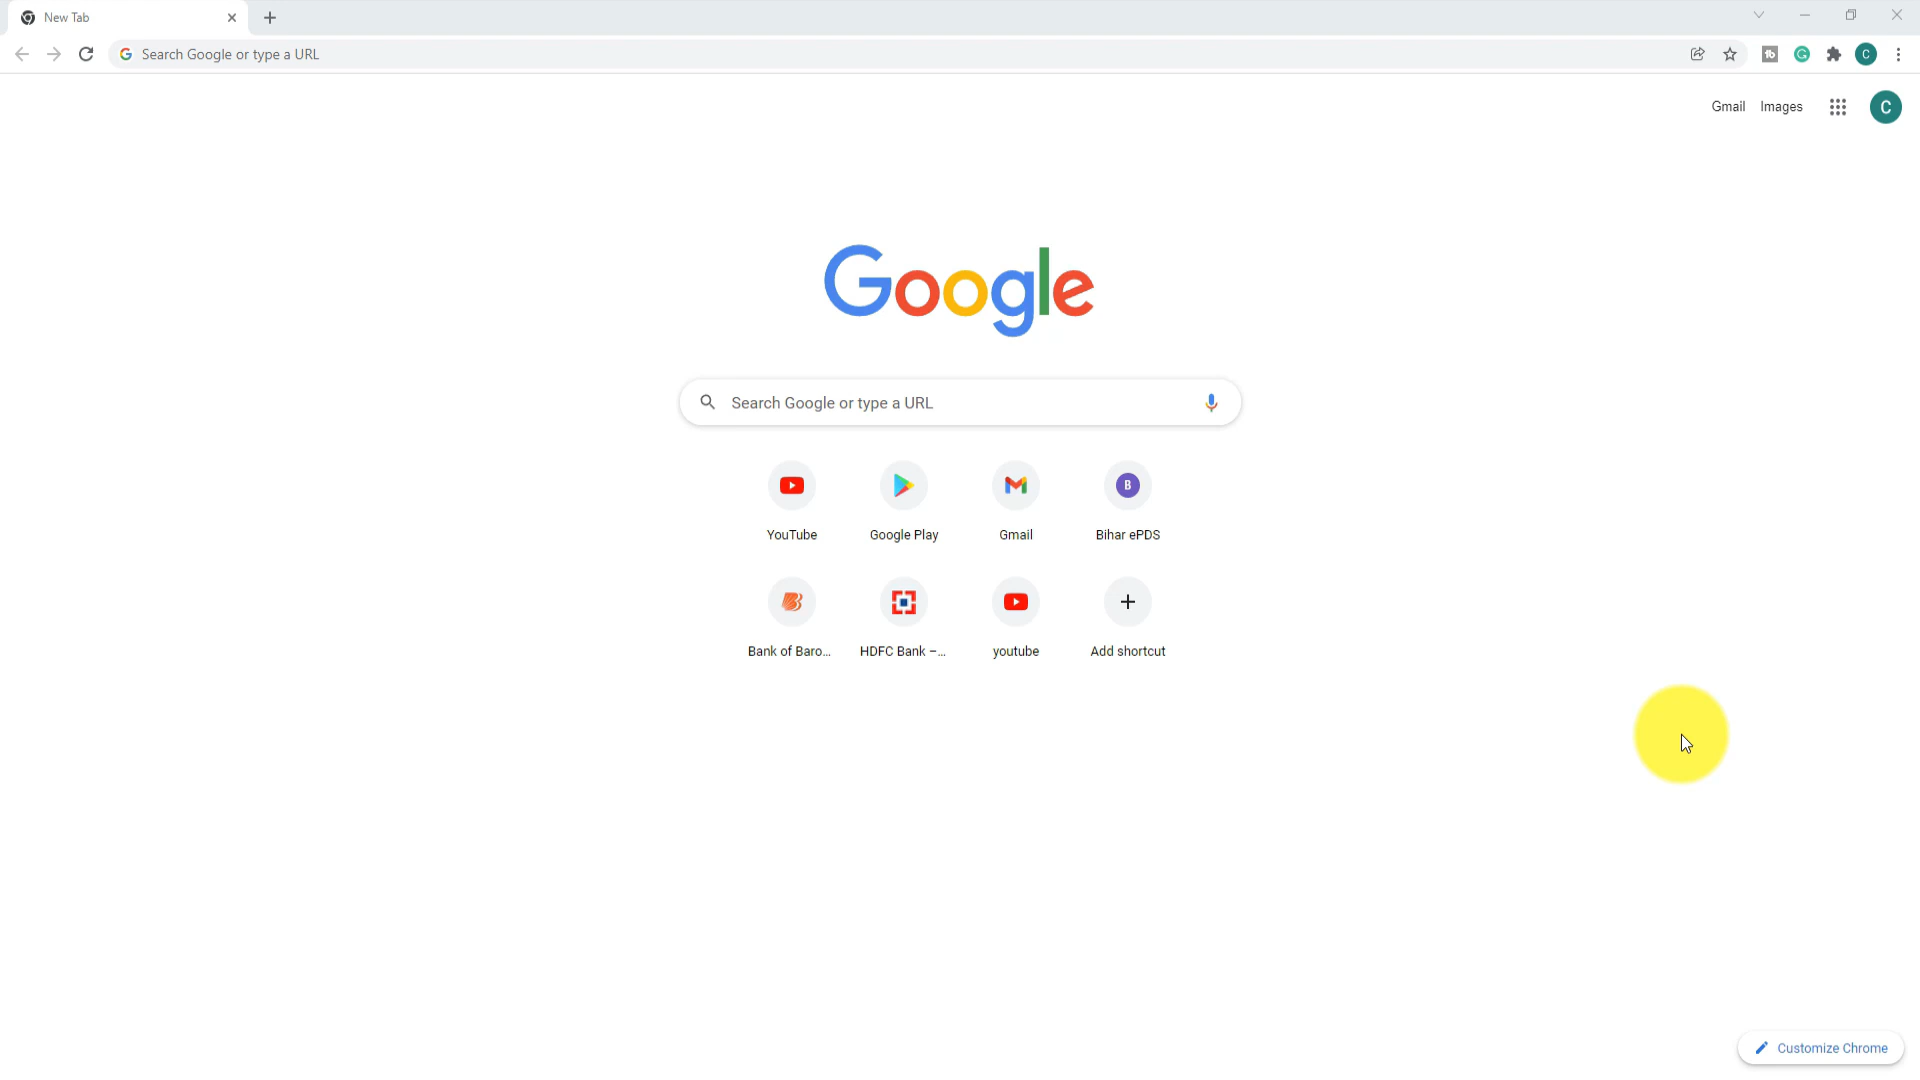 New Tab
Search Google or type a URL
C
Gmail Images
C
Google
Search Google or type a URL
YouTube Google Play Gmail Bihar ePDS
B
Bank of Baro... HDFC Bank –... youtube Add shortcut
Customize Chrome